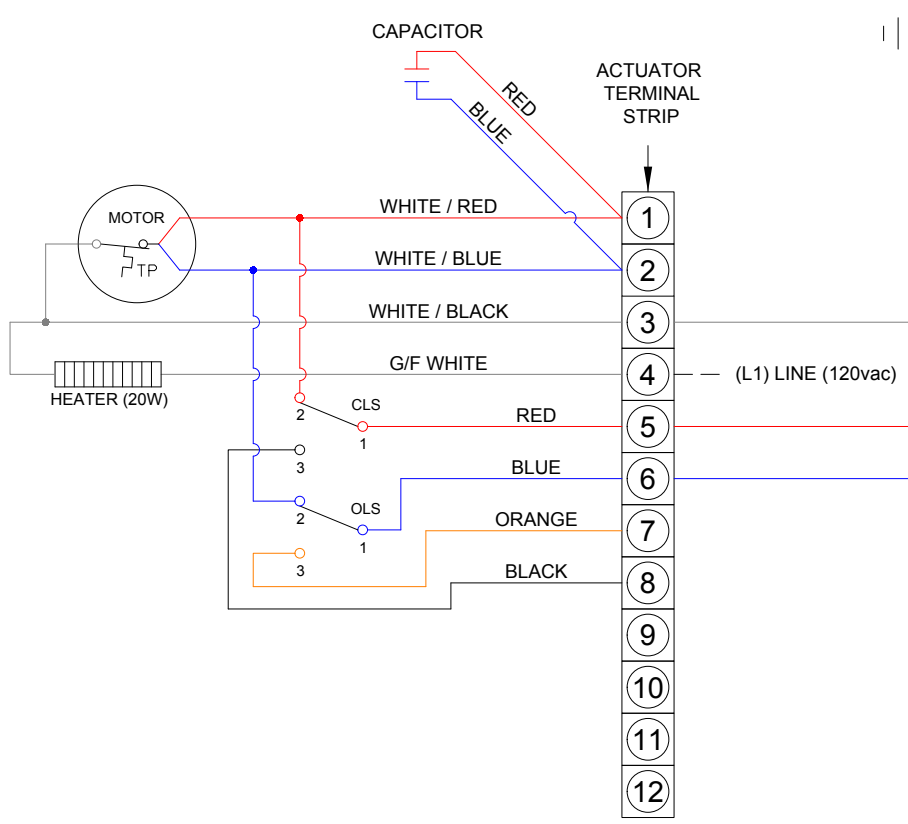 CAPACITOR
ACTUATOR
TERMINAL
STRIP
RED
BLUE
MOTOR
TP
WHITE / RED
1
WHITE / BLUE
2
WHITE / BLACK
3
G/F WHITE
4
(L1) LINE (120vac)
HEATER (20W)
2
CLS
1
RED
5
3
BLUE
6
2
OLS
1
ORANGE
7
3
BLACK
8
9
10
11
12